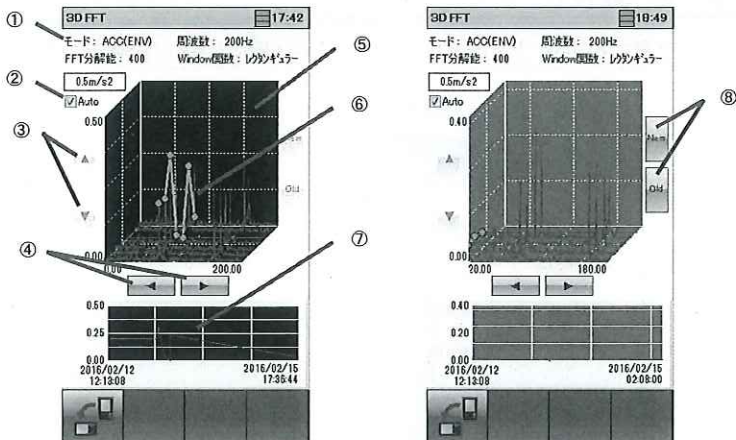 3D FFT 17:42
① モード: ACC(ENV) 周波数: 200Hz
FFT分解能: 400 Window関数: レクタンギュラー
0.5m/s2
② ☑Auto
0.50
③
④
⑤
⑥
⑦
Old
0.00
0.00 200.00
◀ ▶
0.50
0.25
0.00
2016/02/12
12:13:08
2016/02/15
17:35:44
3D FFT
モード: ACC(ENV) 周波数: 200Hz
FFT分解能: 400 Window関数: レクタンギュラー
0.5m/s2
☑Auto
0.40
⑧
New
Old
0.00
20.00 180.00
◀ ▶
0.50
0.25
0.00
2016/02/12
12:13:08
2016/02/15
02:08:00